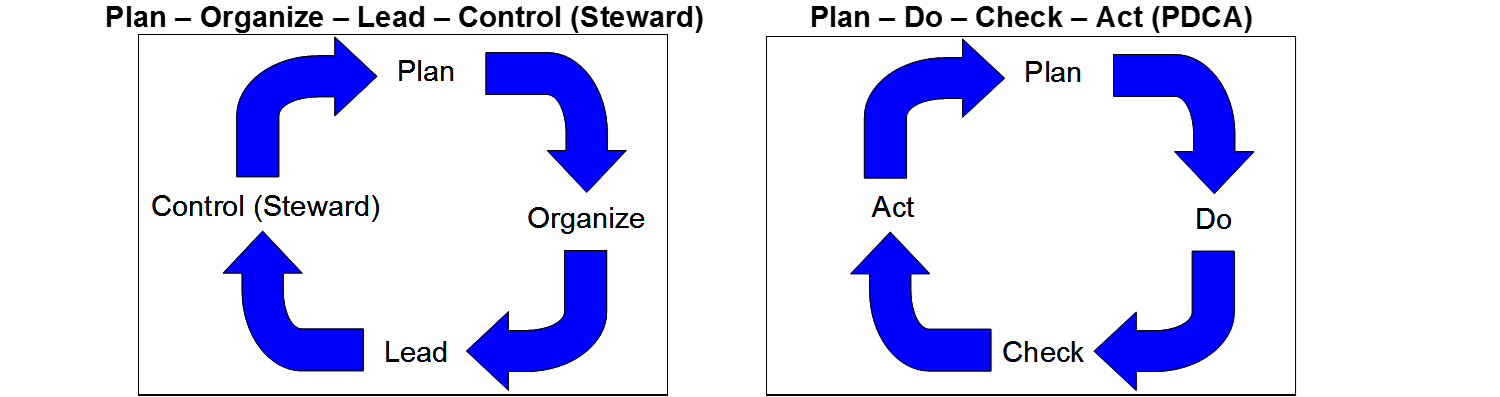 Plan – Organize – Lead – Control (Steward)
Plan
Organize
Lead
Control (Steward)
Plan – Do – Check – Act (PDCA)
Plan
Do
Check
Act